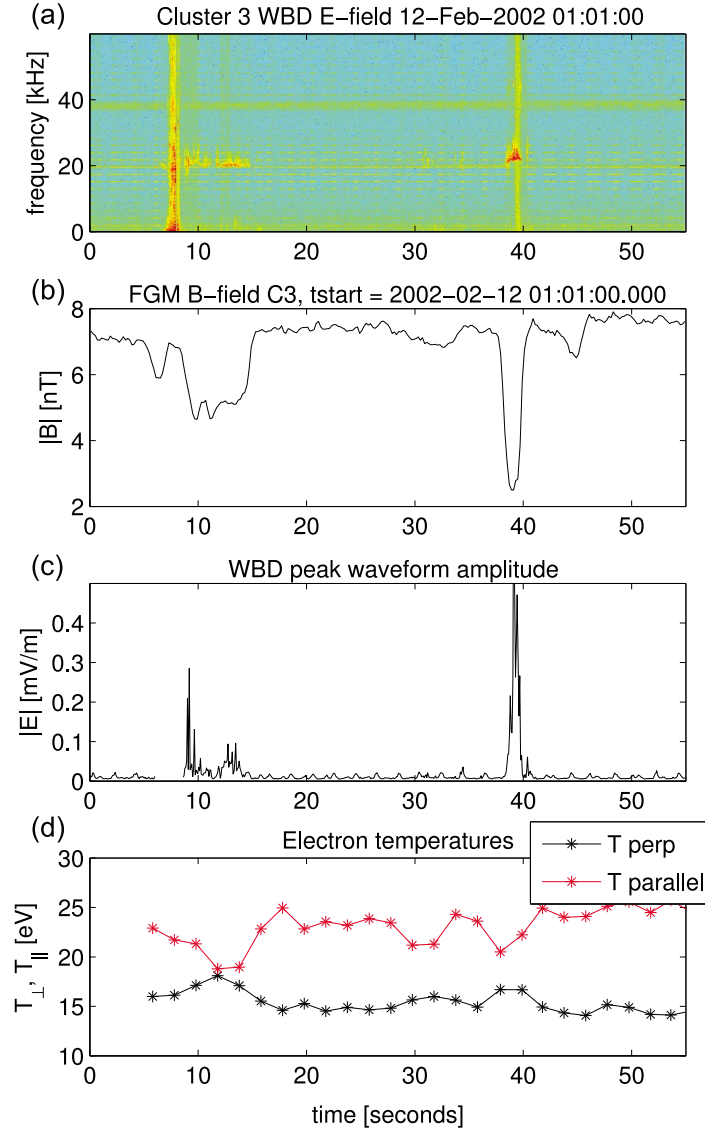 (a)
Cluster 3 WBD E−field 12−Feb−2002 01:01:00
frequency [kHz]
40
20
0
0 10 20 30 40 50
(b)
FGM B−field C3, tstart = 2002−02−12 01:01:00.000
|B| [nT]
8
6
4
2
0 10 20 30 40 50
(c)
WBD peak waveform amplitude
|E| [mV/m]
0.4
0.3
0.2
0.1
0
0 10 20 30 40 50
(d)
Electron temperatures
T perp
T parallel
T⊥, T|| [eV]
30
25
20
15
10
0 10 20 30 40 50
time [seconds]